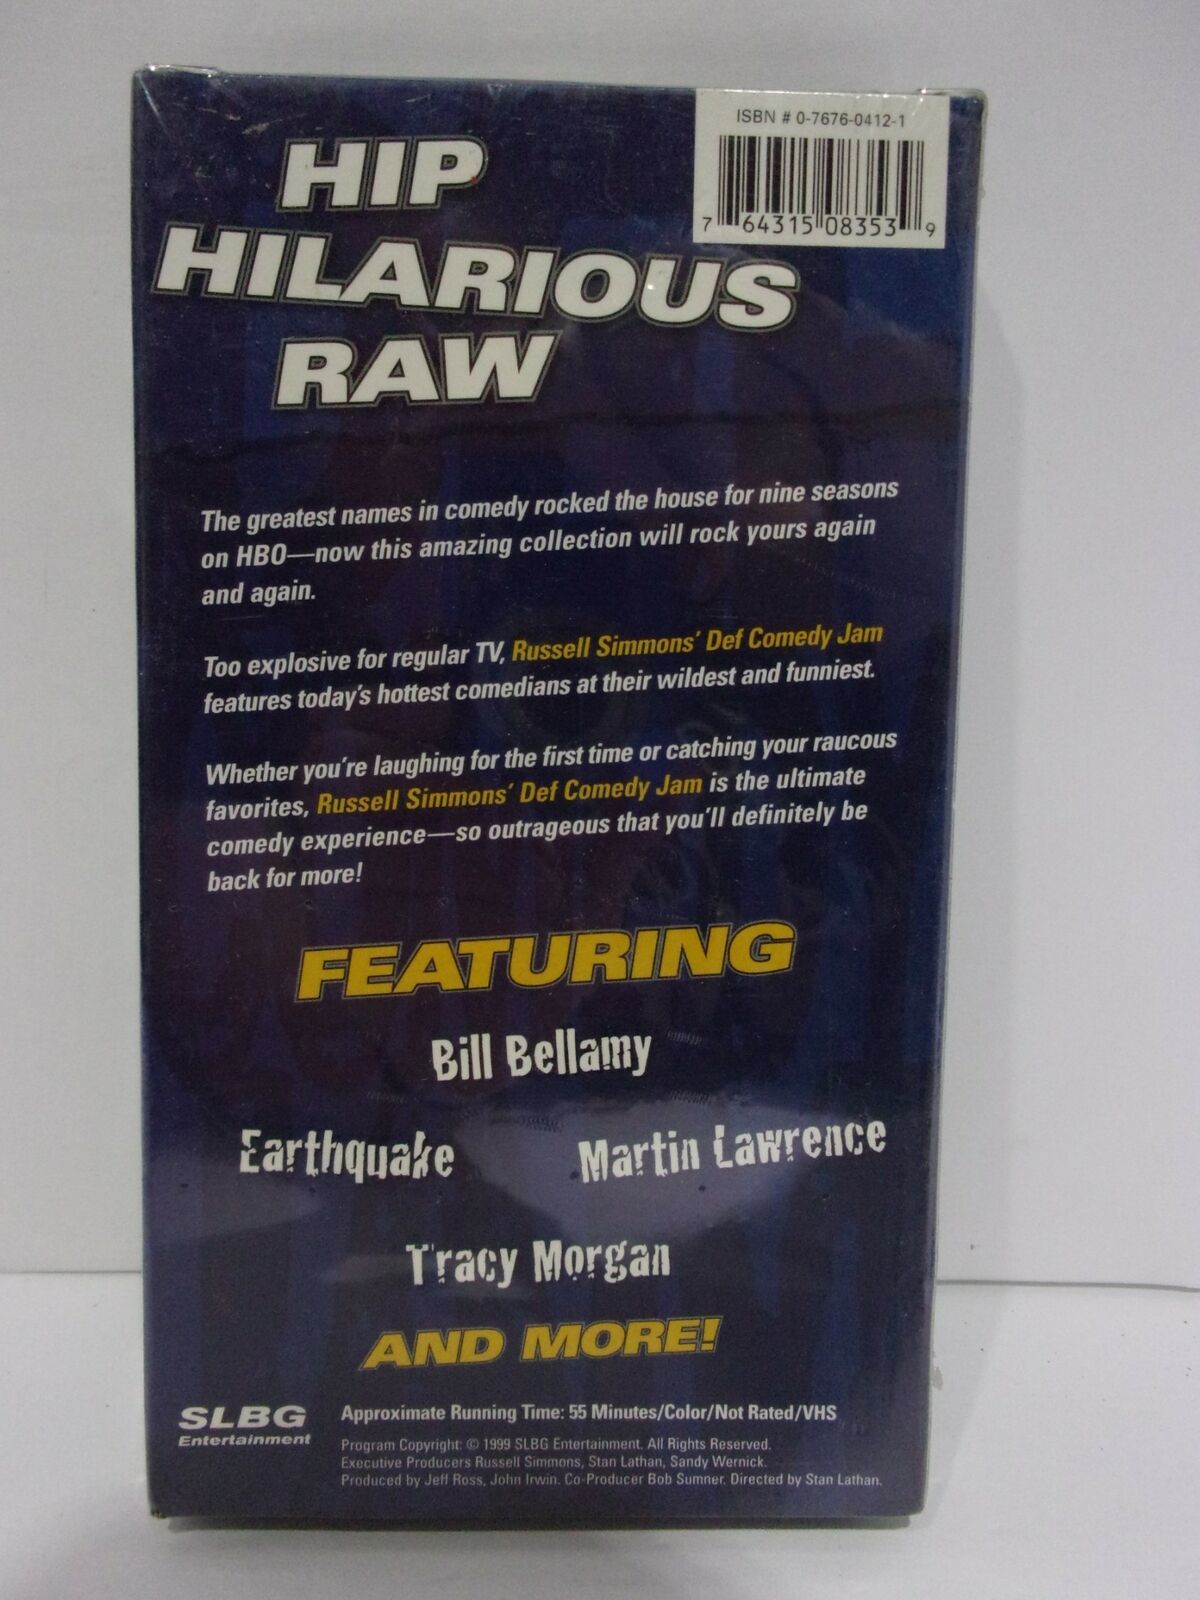 ISBN # 0-7676-0412-1
7 64315 08353 9
HIP
HILARIOUS
RAW
The greatest names in comedy rocked the house for nine seasons
on HBO—now this amazing collection will rock yours again
and again.
Too explosive for regular TV, Russell Simmons' Def Comedy Jam
features today's hottest comedians at their wildest and funniest.
Whether you're laughing for the first time or catching your raucous
favorites, Russell Simmons' Def Comedy Jam is the ultimate
comedy experience—so outrageous that you'll definitely be
back for more!
FEATURING
Bill Bellamy
Earthquake
Martin Lawrence
Tracy Morgan
AND MORE!
SLBG
Entertainment
Approximate Running Time: 55 Minutes/Color/Not Rated/VHS
Program Copyright: © 1999 SLBG Entertainment. All Rights Reserved.
Executive Producers Russell Simmons, Stan Lathan, Sandy Wernick.
Produced by Jeff Ross, John Irwin. Co-Producer Bob Sumner. Directed by Stan Lathan.